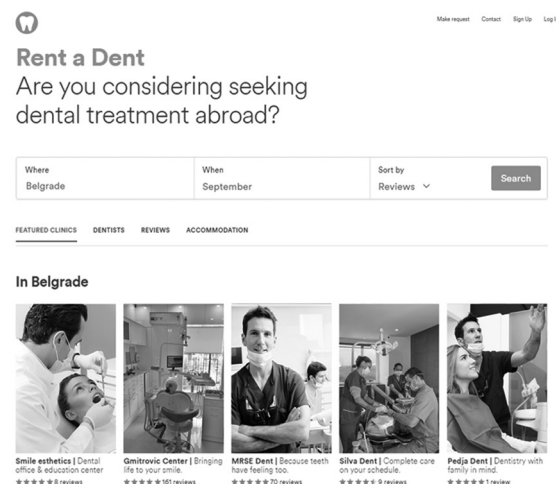 Make request Contact Sign Up Log I
Rent a Dent
Are you considering seeking
dental treatment abroad?
Where When Sort by
Belgrade September Reviews Search
FEATURED CLINICS DENTISTS REVIEWS ACCOMMODATION
In Belgrade
Smile esthetics | Dental
office & education center
★★★★★ 8 reviews
Gmitrovic Center | Bringing
life to your smile.
★★★★★ 161 reviews
MRSE Dent | Because teeth
have feeling too.
★★★★★ 70 reviews
Silva Dent | Complete care
on your schedule.
9 reviews
Pedja Dent | Dentistry with
family in mind.
★★★★★ 1 review